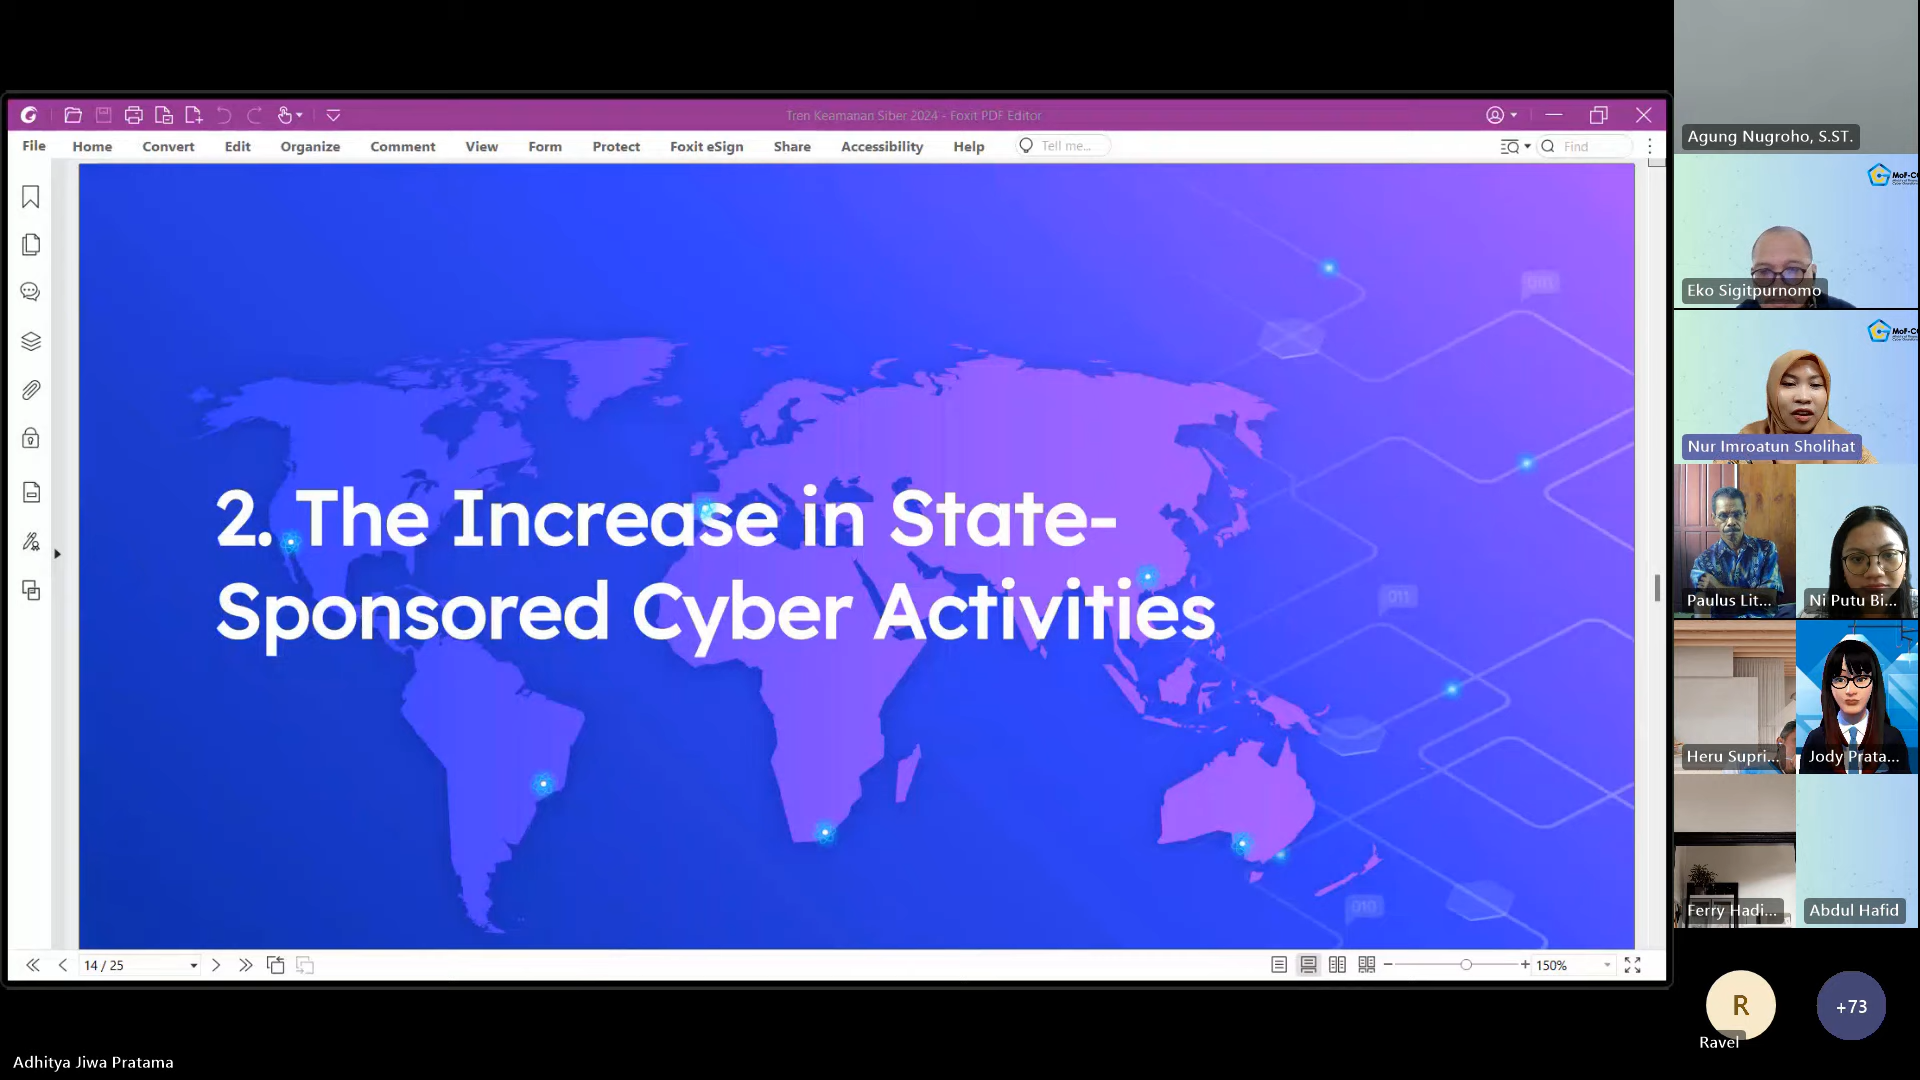 Tren Keamanan Siber 2024 - Foxit PDF Editor
File Home Convert Edit Organize Comment View Form Protect Foxit eSign Share Accessibility Help Tell me... Find
2. The Increase in State-
Sponsored Cyber Activities
011
010
14 / 25
150%
Agung Nugroho, S.ST.
Eko Sigitpurnomo
Nur Imroatun Sholihat
Paulus Lit...
Ni Putu Bi...
Heru Supri...
Jody Prata...
Ferry Hadi...
Abdul Hafid
R
Ravel
+73
Adhitya Jiwa Pratama